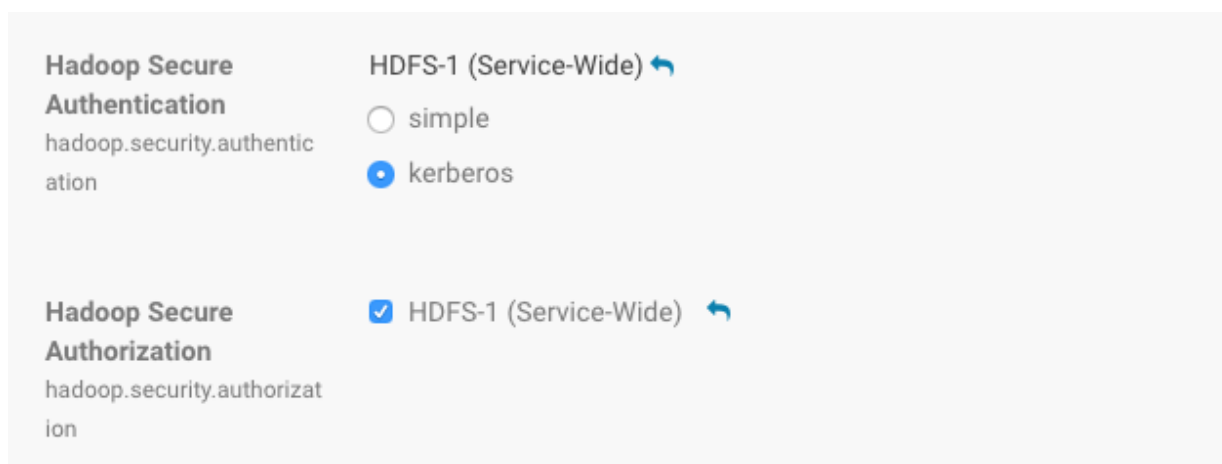 Hadoop Secure
Authentication
hadoop.security.authentic
ation
HDFS-1 (Service-Wide)
simple
kerberos
Hadoop Secure
Authorization
hadoop.security.authorizat
ion
HDFS-1 (Service-Wide)